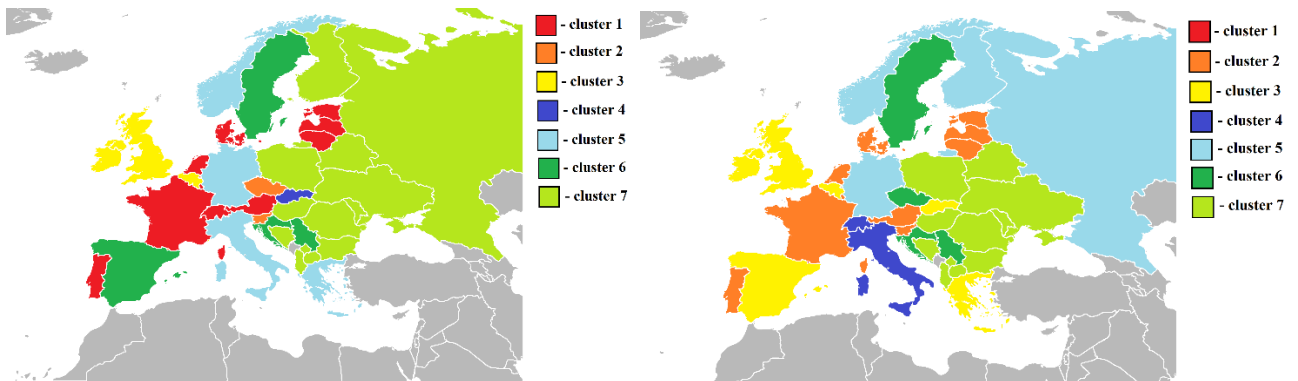 - cluster 1
- cluster 2
- cluster 3
- cluster 4
- cluster 5
- cluster 6
- cluster 7
- cluster 1
- cluster 2
- cluster 3
- cluster 4
- cluster 5
- cluster 6
- cluster 7